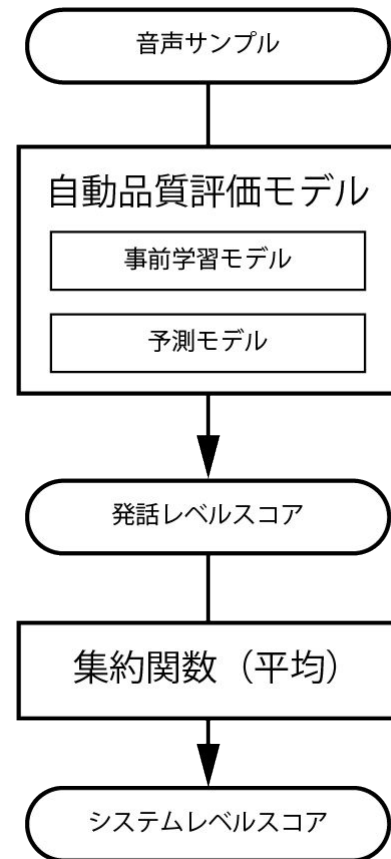 音声サンプル
自動品質評価モデル
事前学習モデル
予測モデル
発話レベルスコア
集約関数（平均）
システムレベルスコア